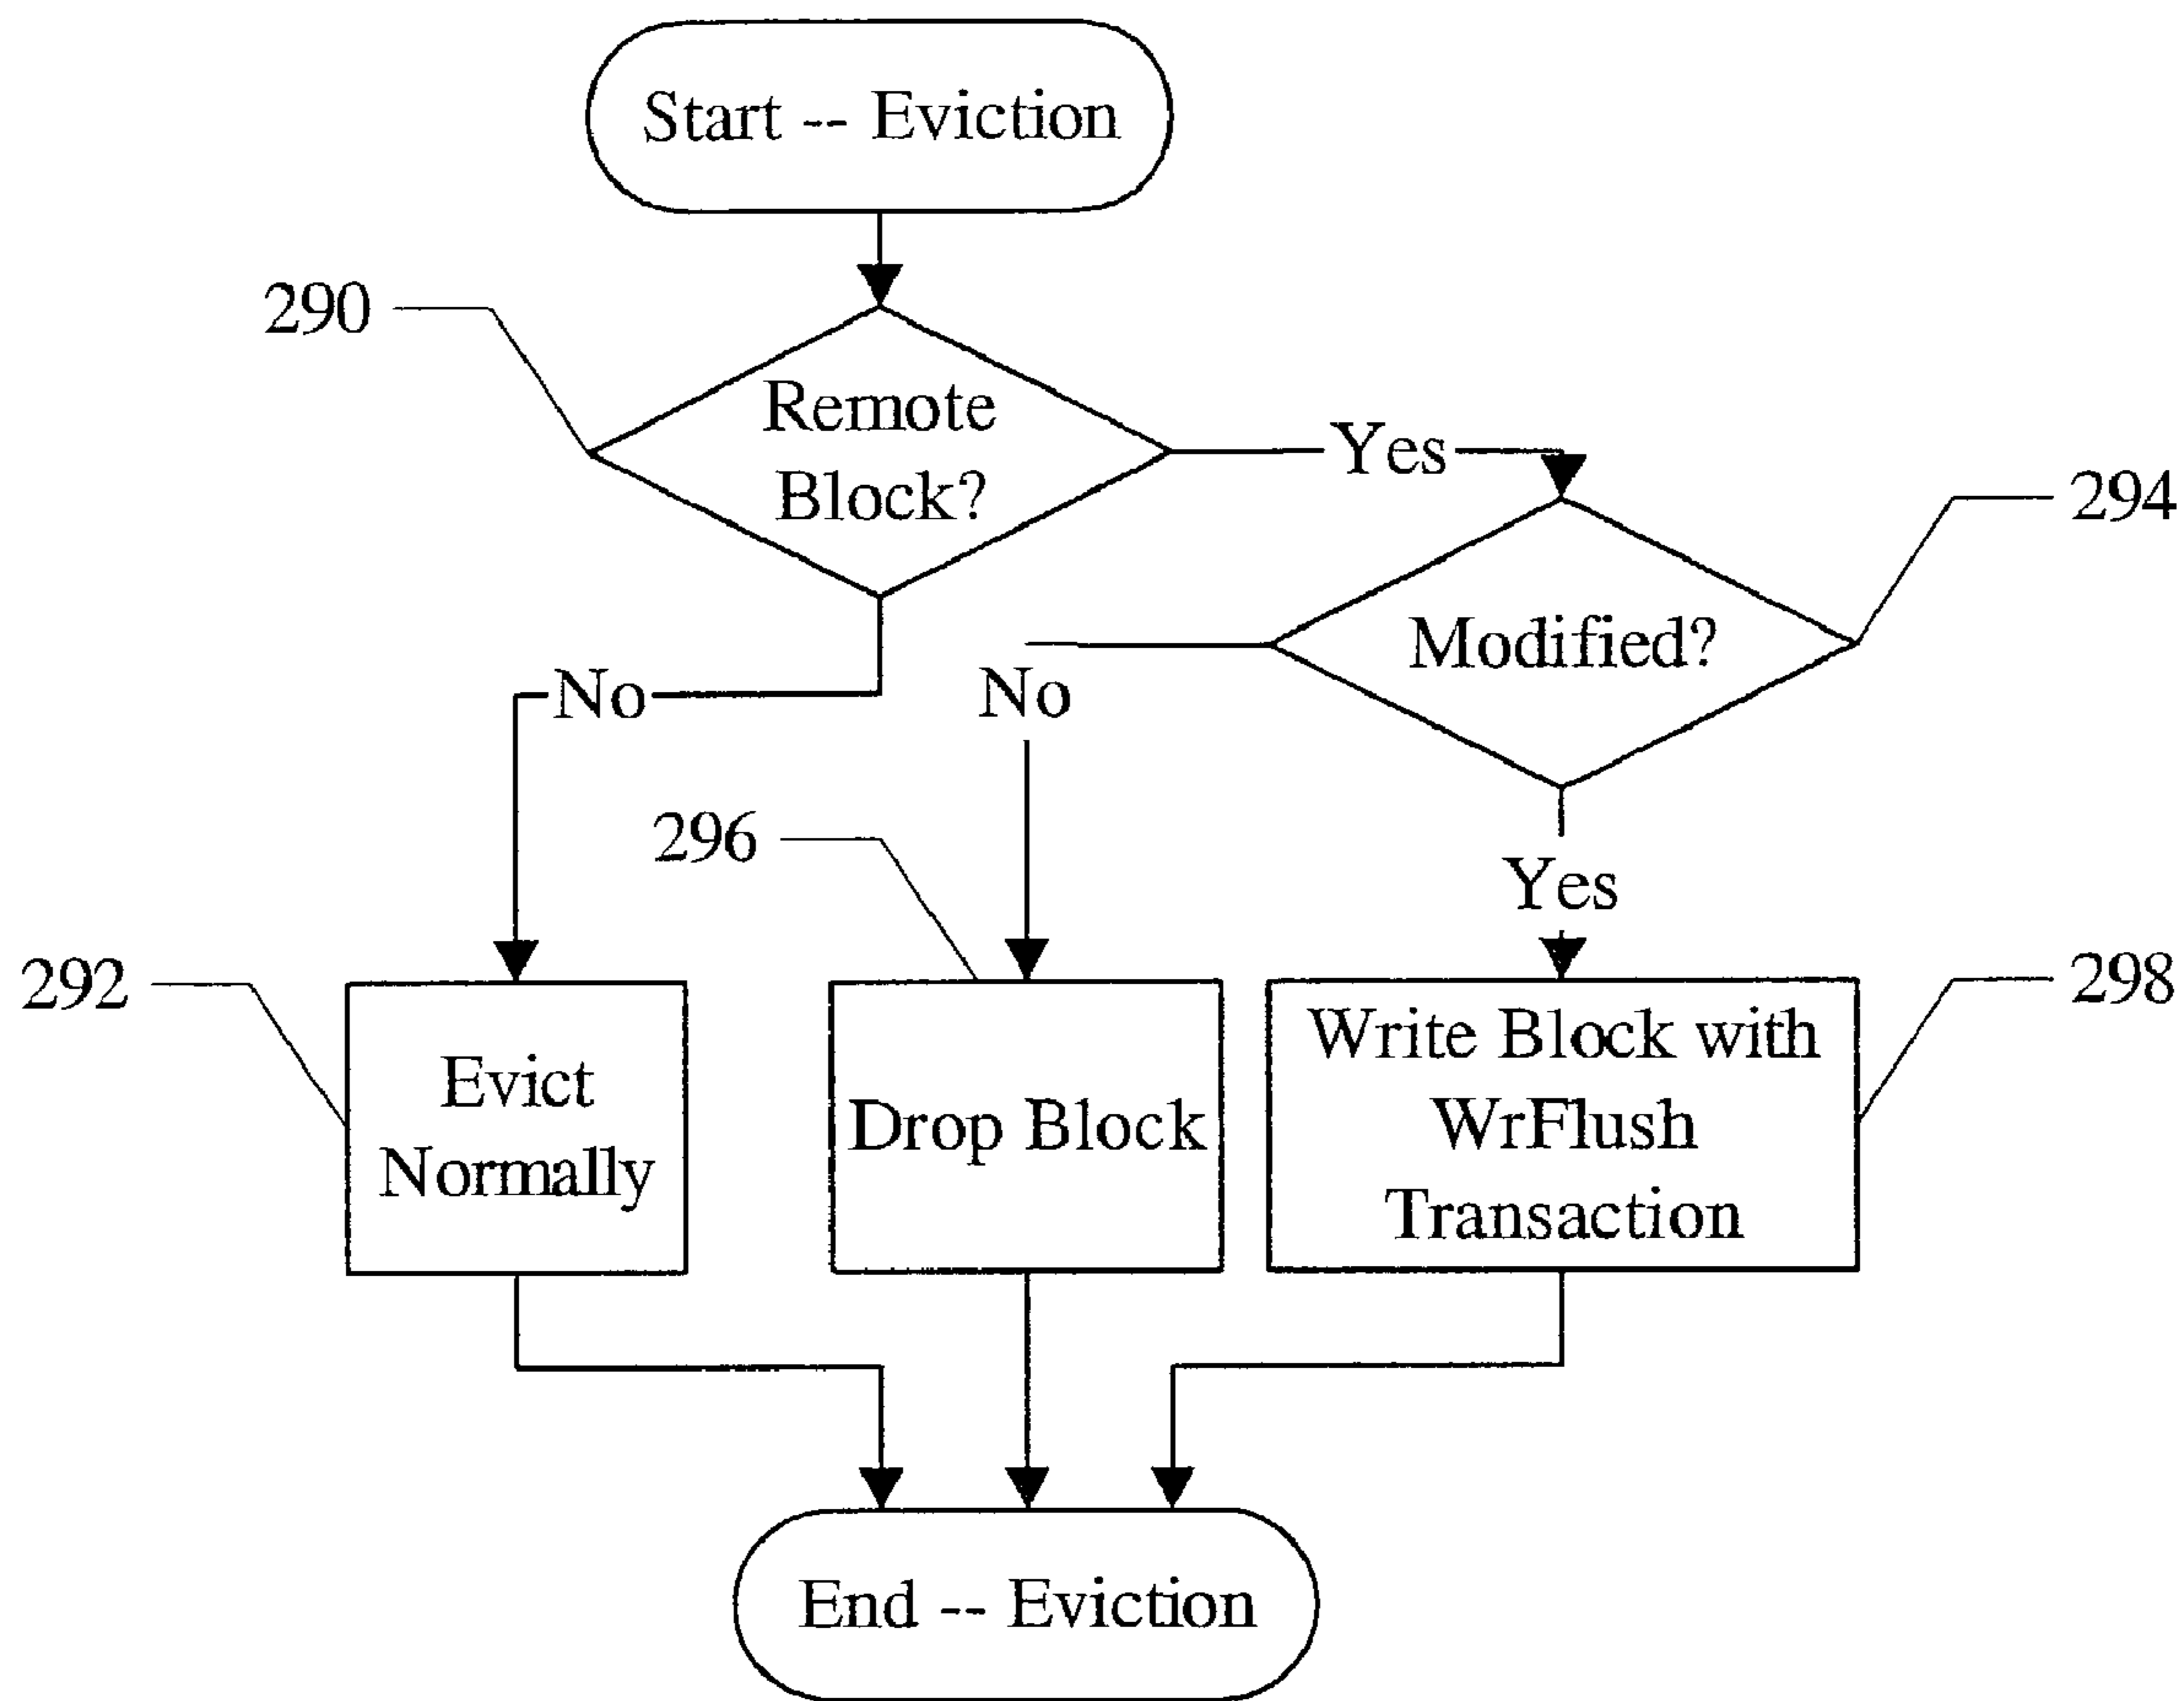 Start -- Eviction
290
Remote
Block?
Yes
294
Modified?
No
No
296
Yes
292
298
Evict
Normally
Drop Block
Write Block with
WrFlush
Transaction
End -- Eviction